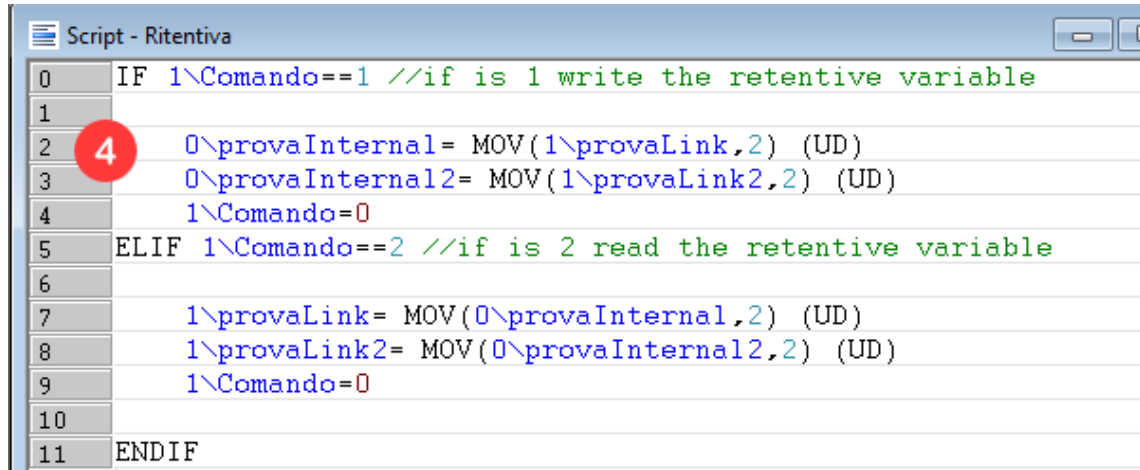 Script - Ritentiva
0 IF 1\Comando==1 //if is 1 write the retentive variable
1
2 4 0\provaInternal= MOV(1\provaLink,2) (UD)
3 0\provaInternal2= MOV(1\provaLink2,2) (UD)
4 1\Comando=0
5 ELIF 1\Comando==2 //if is 2 read the retentive variable
6
7 1\provaLink= MOV(0\provaInternal,2) (UD)
8 1\provaLink2= MOV(0\provaInternal2,2) (UD)
9 1\Comando=0
10
11 ENDIF